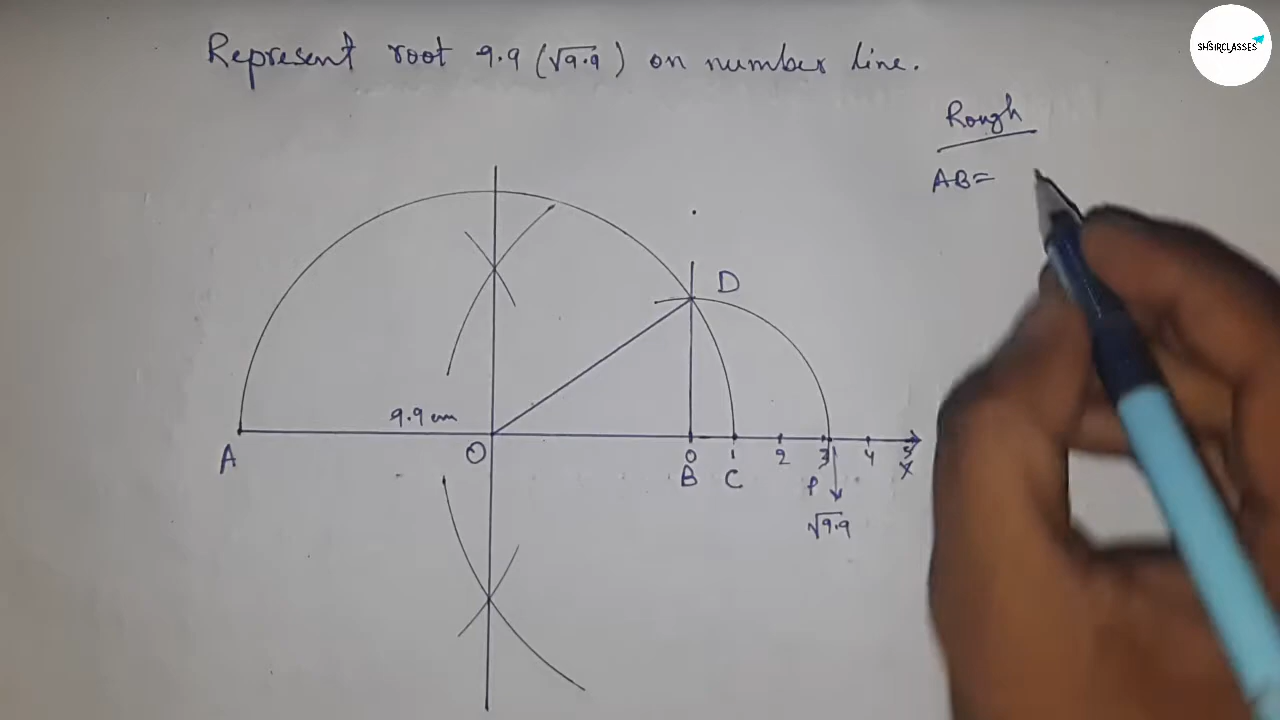 Represent root 9.9 (√9.9) on number line.
SHSIRCLASSES
Rough
AB=
D
9.9 cm
A
O
0 1 2 3 4 5
B C P X
√9.9